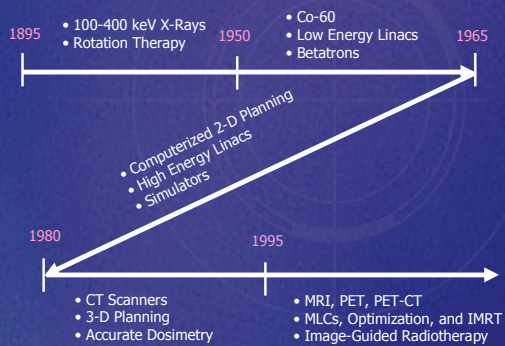 1895
• 100-400 keV X-Rays
• Rotation Therapy
1950
• Co-60
• Low Energy Linacs
• Betatrons
1965
• Computerized 2-D Planning
• High Energy Linacs
• Simulators
1980
• CT Scanners
• 3-D Planning
• Accurate Dosimetry
1995
• MRI, PET, PET-CT
• MLCs, Optimization, and IMRT
• Image-Guided Radiotherapy